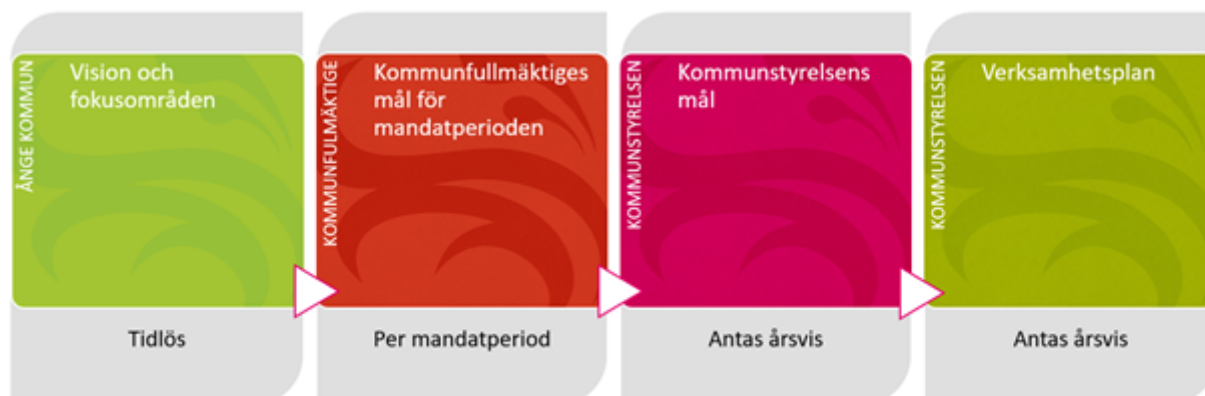 ÅNGE KOMMUN
Vision och
fokusområden
Tidlös
KOMMUNFULMÄKTIGE
Kommunfullmäktiges
mål för
mandatperioden
Per mandatperiod
KOMMUNSTYRELSEN
Kommunstyrelsens
mål
Antas årsvis
KOMMUNSTYRELSEN
Verksamhetsplan
Antas årsvis